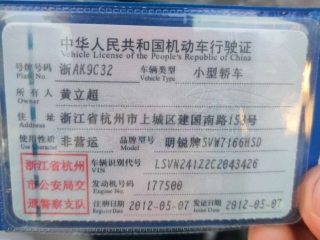 中华人民共和国机动车行驶证
Vehicle License of the People's Republic of China
号牌号码 浙AK9C32 车辆类型 小型轿车
Plate No. Vehicle Type
所有人 黄立超
Owner
住址 浙江省杭州市上城区建国南路153号
Address
使用性质 非营运 品牌型号 明锐牌SVW7166HSD
Use Character Model
浙江省杭州市公安局交通警察支队
车辆识别代号 LSVN241Z2C2043426
VIN
发动机号码 177500
Engine No.
注册日期 2012-05-07 发证日期 2012-05-07
Register Date Issue Date